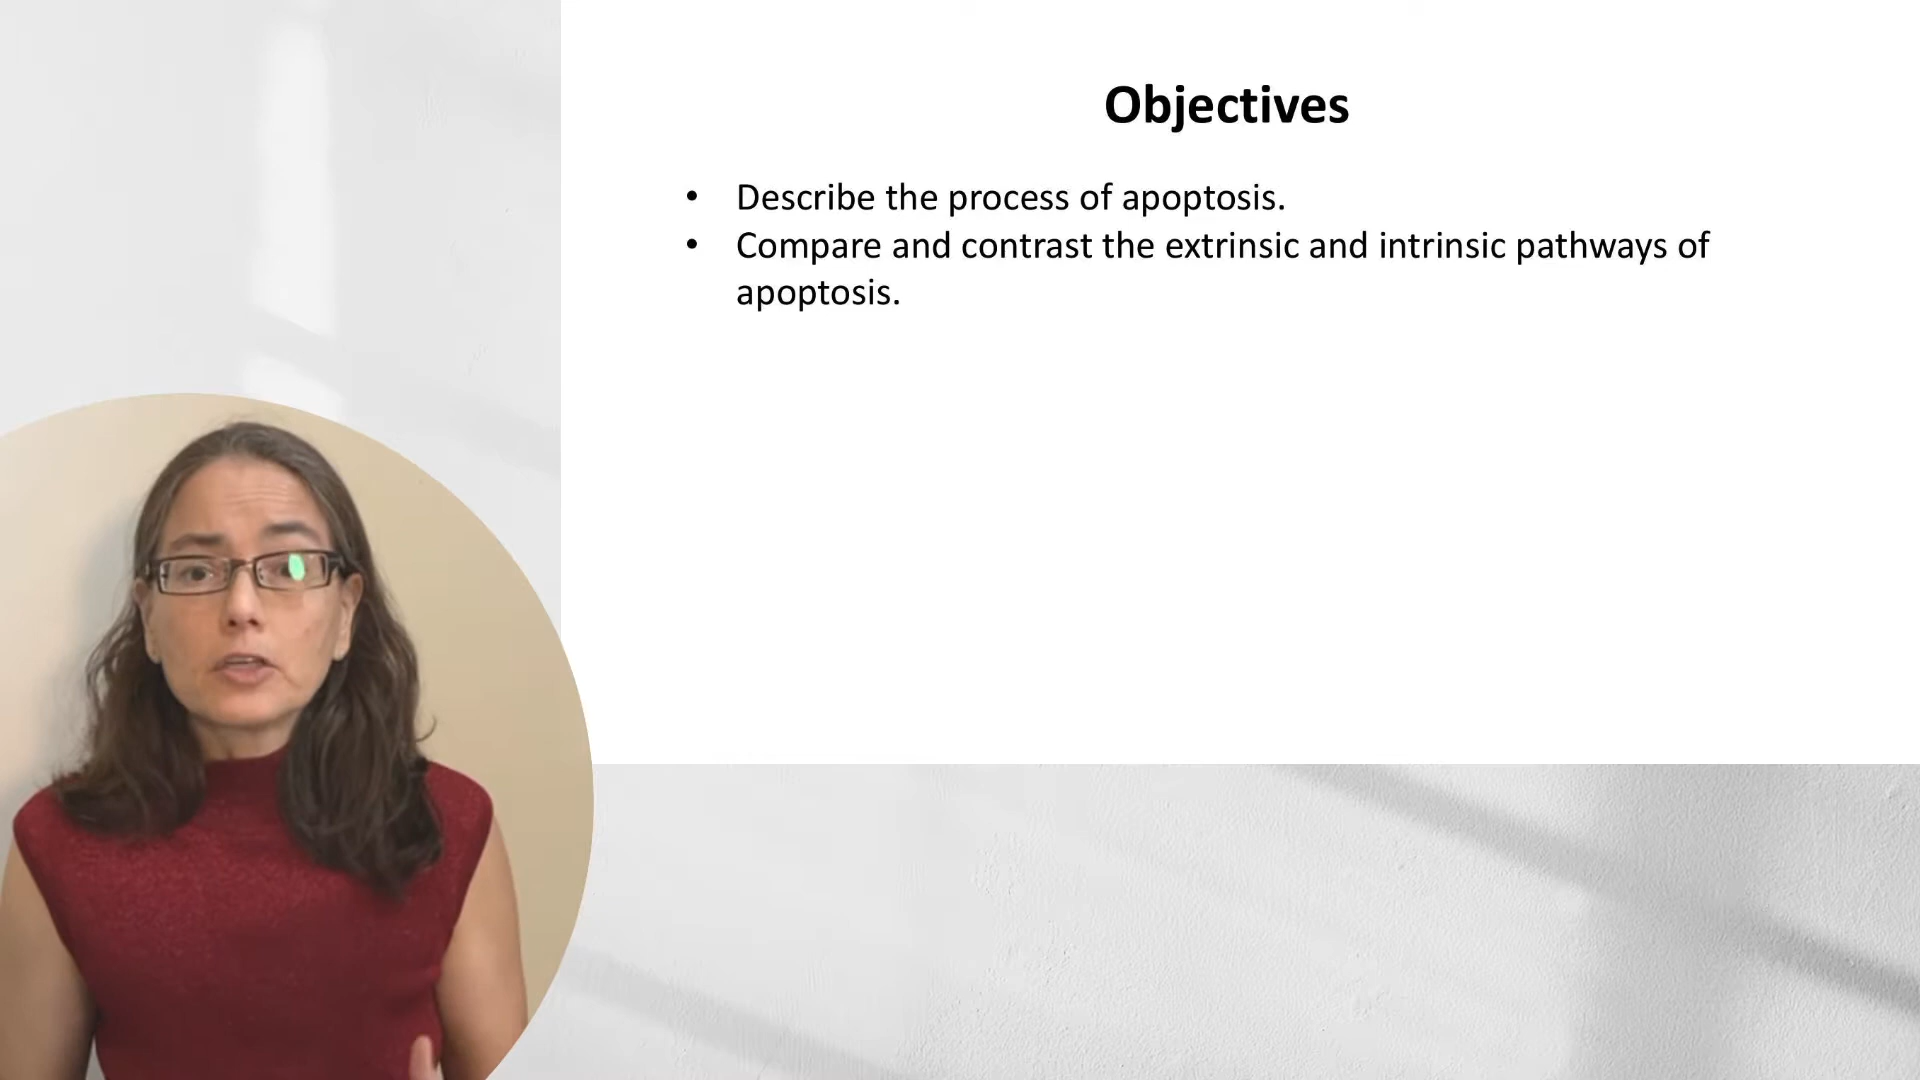 Objectives
• Describe the process of apoptosis.
• Compare and contrast the extrinsic and intrinsic pathways of
apoptosis.